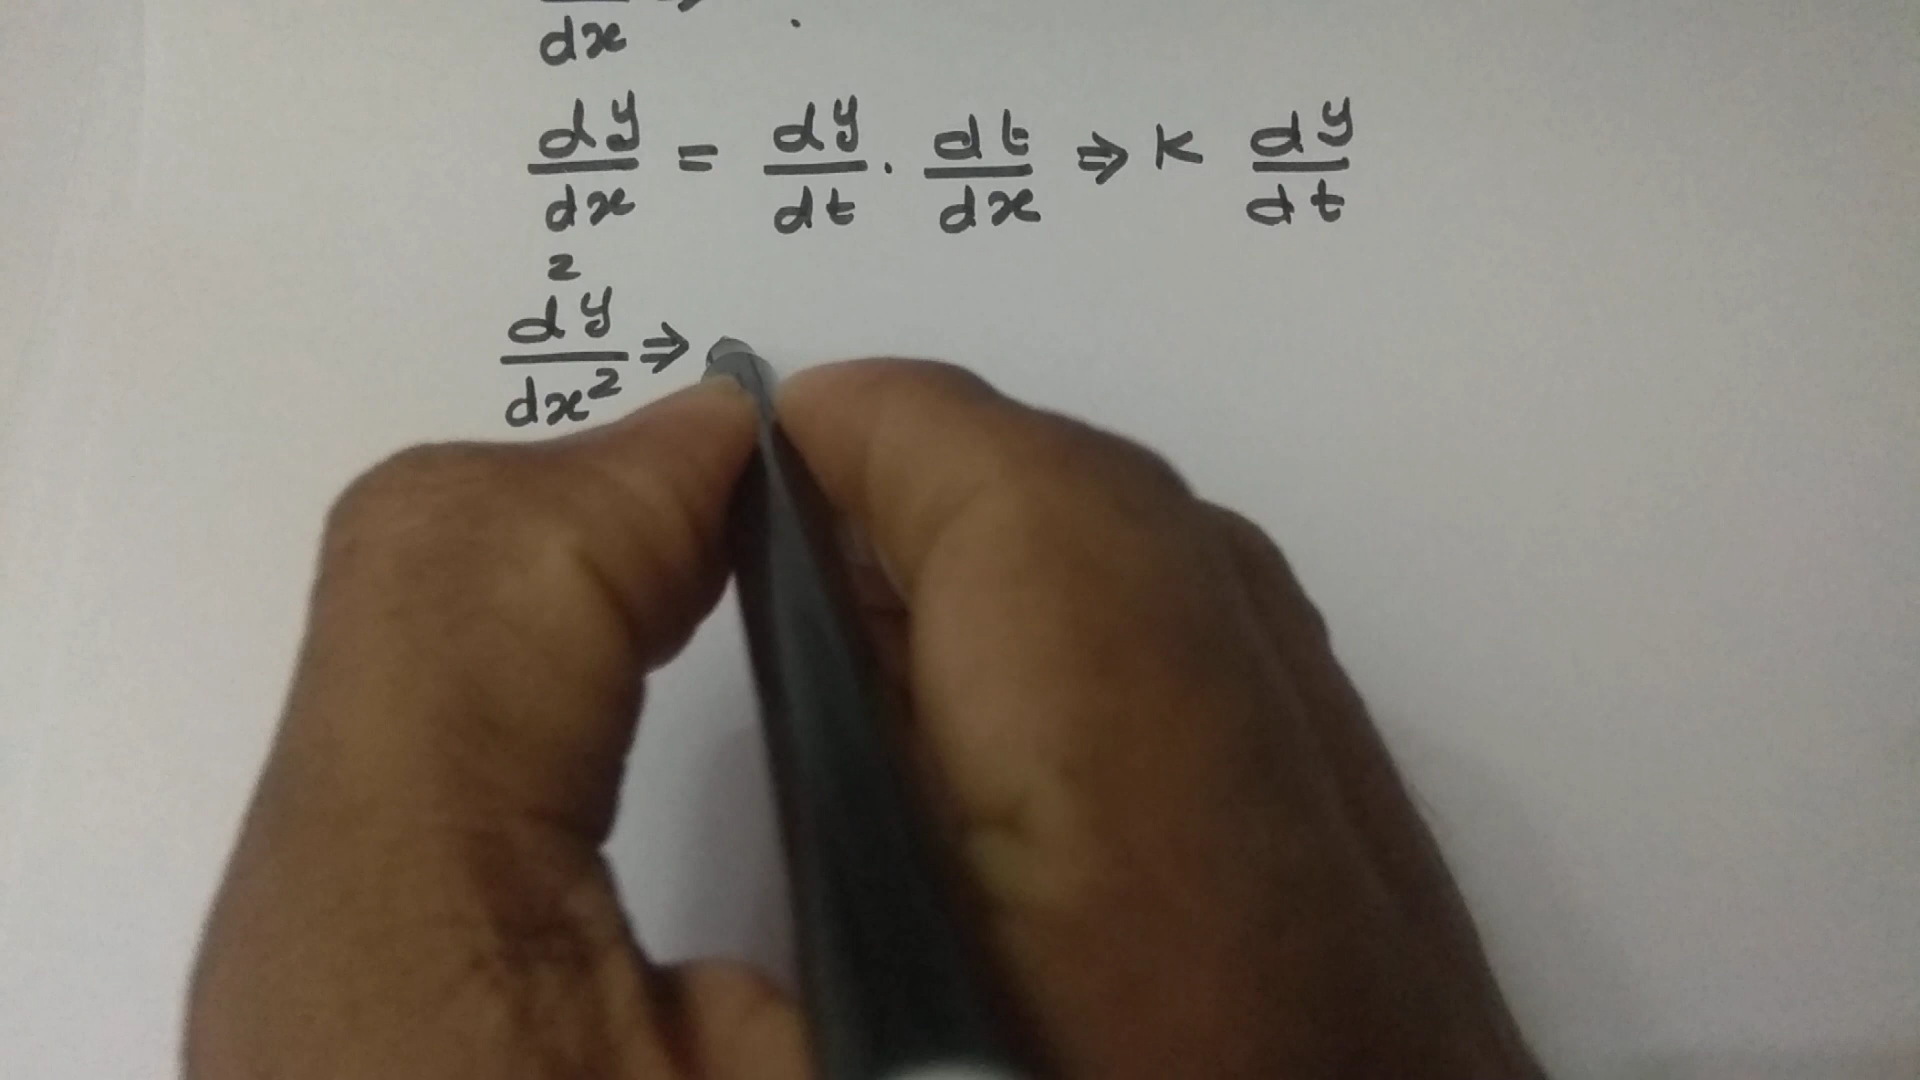 dx ⇒ .
dy/dx = dy/dt . dt/dx ⇒ K dy/dt
d²y/dx² ⇒